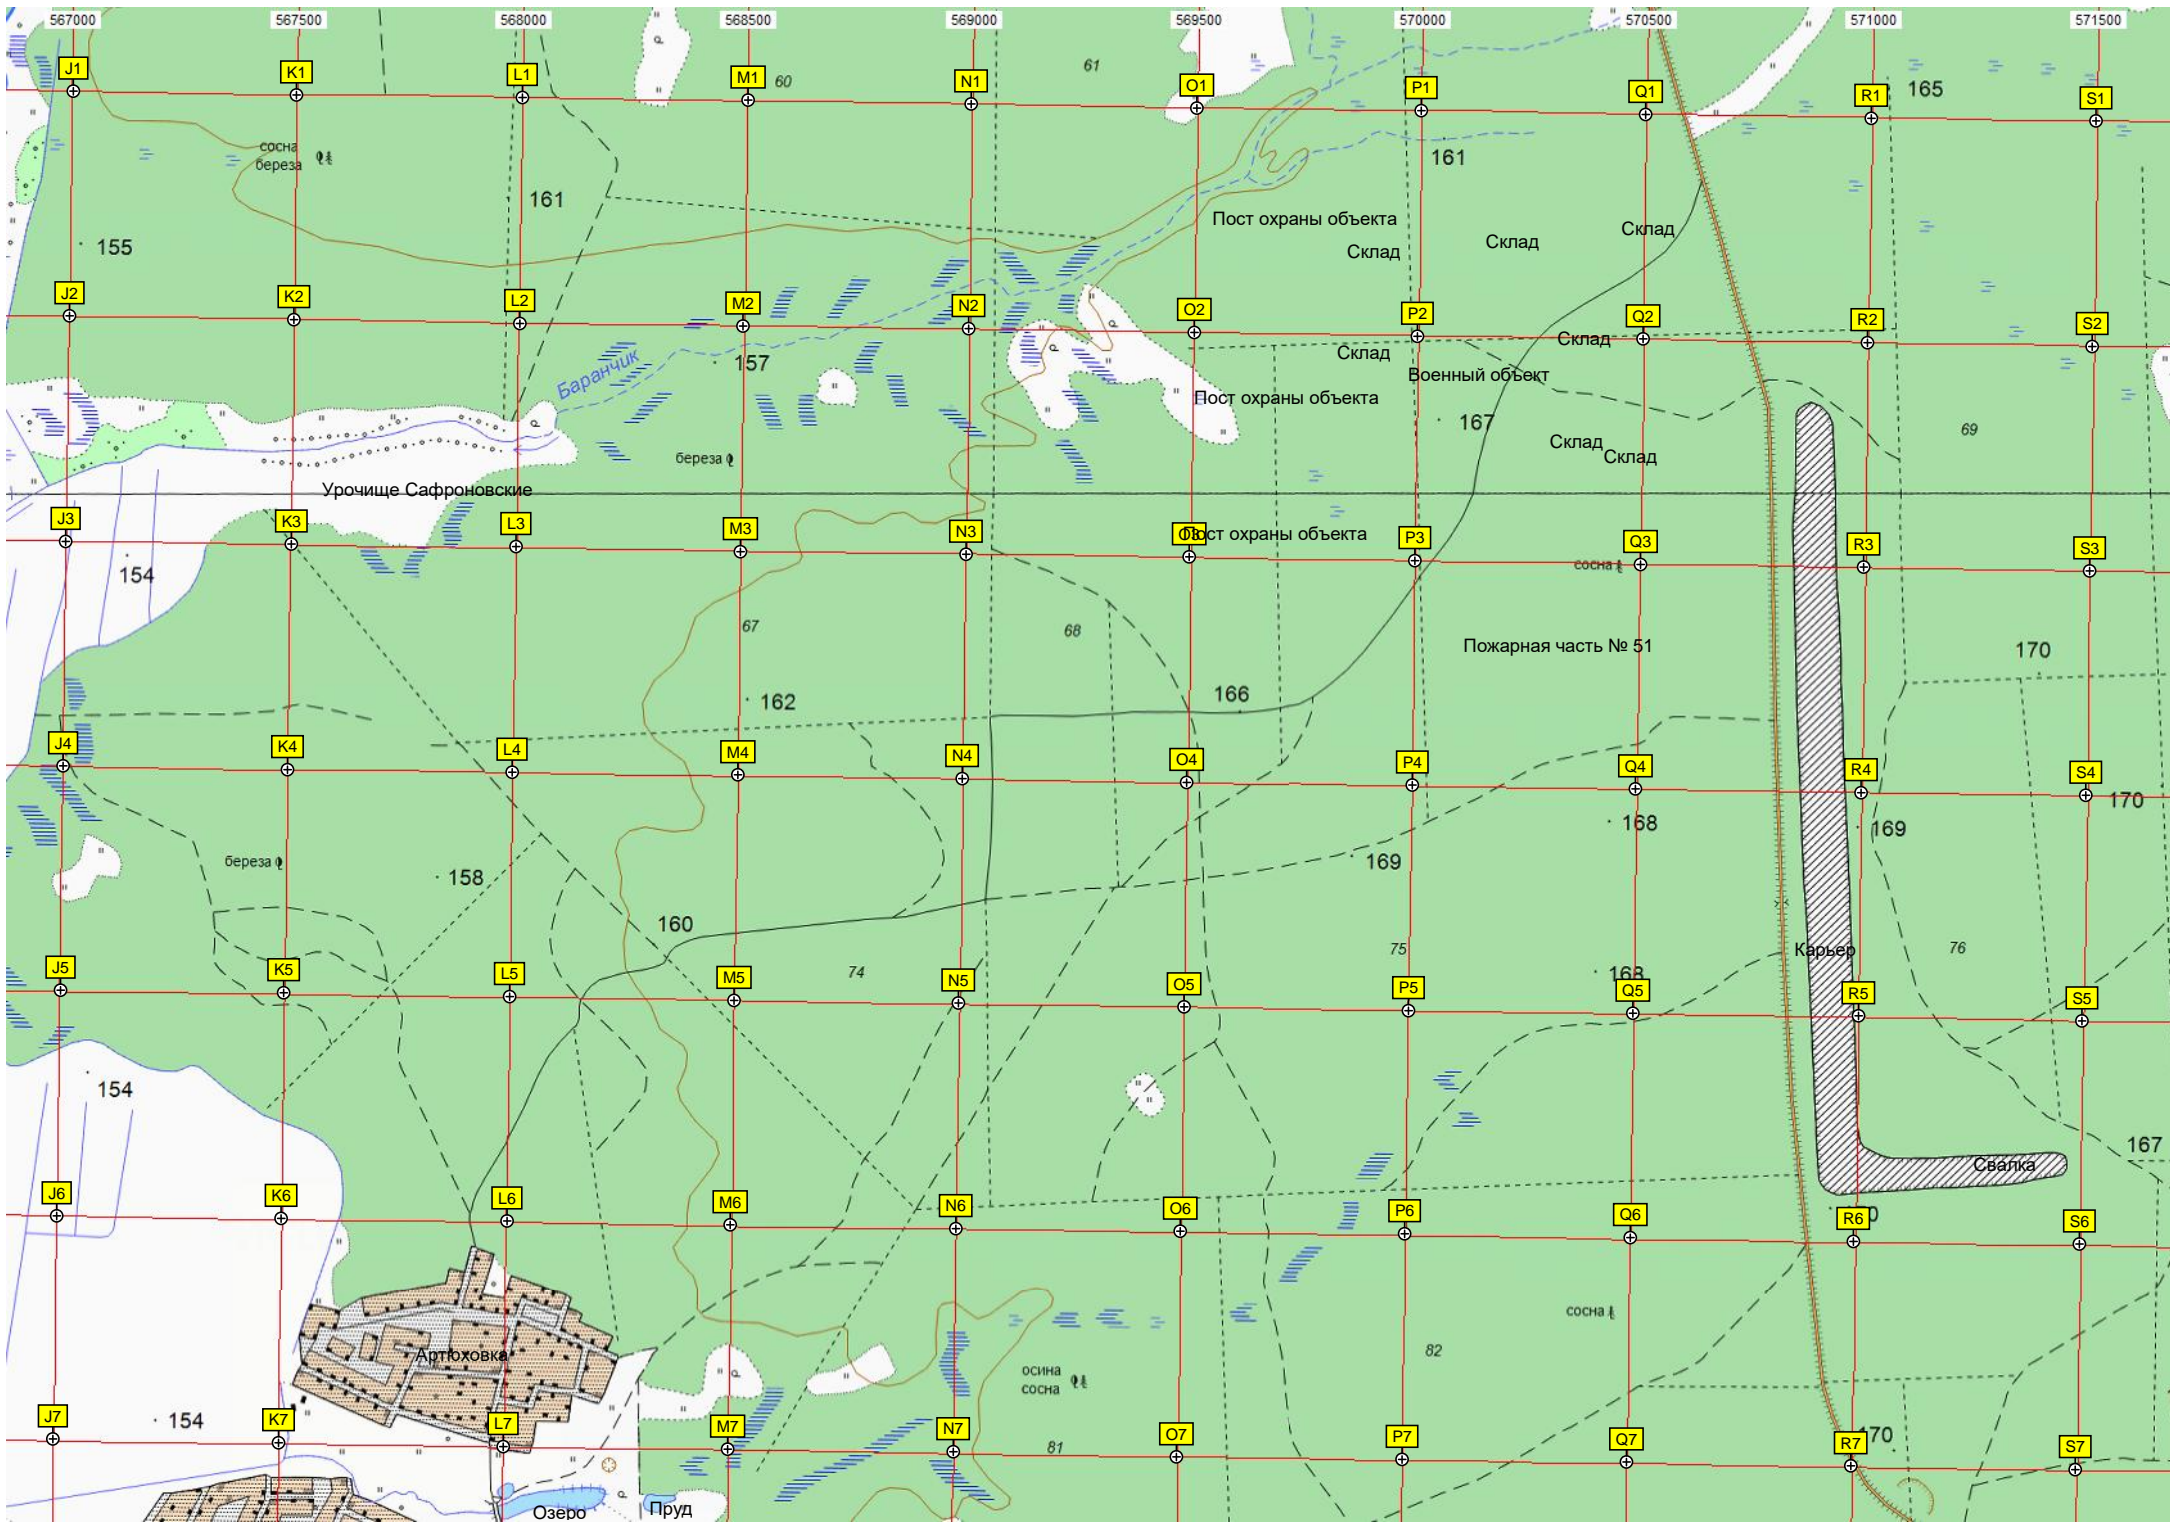 567000 567500 568000 568500 569000 569500 570000 570500 571000 571500
J1 K1 L1 M1 N1 O1 P1 Q1 R1 S1
60 61 165
сосна
береза
161 161
155
Пост охраны объекта
Склад Склад Склад
J2 K2 L2 M2 N2 O2 P2 Q2 R2 S2
Баранчик
157
Склад Склад
Военный объект
Пост охраны объекта
167 69
Склад
Склад
береза
Урочище Сафроновские
J3 K3 L3 M3 N3 O3 P3 Q3 R3 S3
Пост охраны объекта
154
сосна
67 68
Пожарная часть № 51
170
162 166
J4 K4 L4 M4 N4 O4 P4 Q4 R4 S4
170
168 169
береза
158 169
160
74 75 Карьер 76
168
J5 K5 L5 M5 N5 O5 P5 Q5 R5 S5
154
167
Свалка
J6 K6 L6 M6 N6 O6 P6 Q6 R6 S6
сосна
Артюховка
82
осина
сосна
J7 K7 L7 M7 N7 O7 P7 Q7 R7 S7
154 81 170
Озеро Пруд